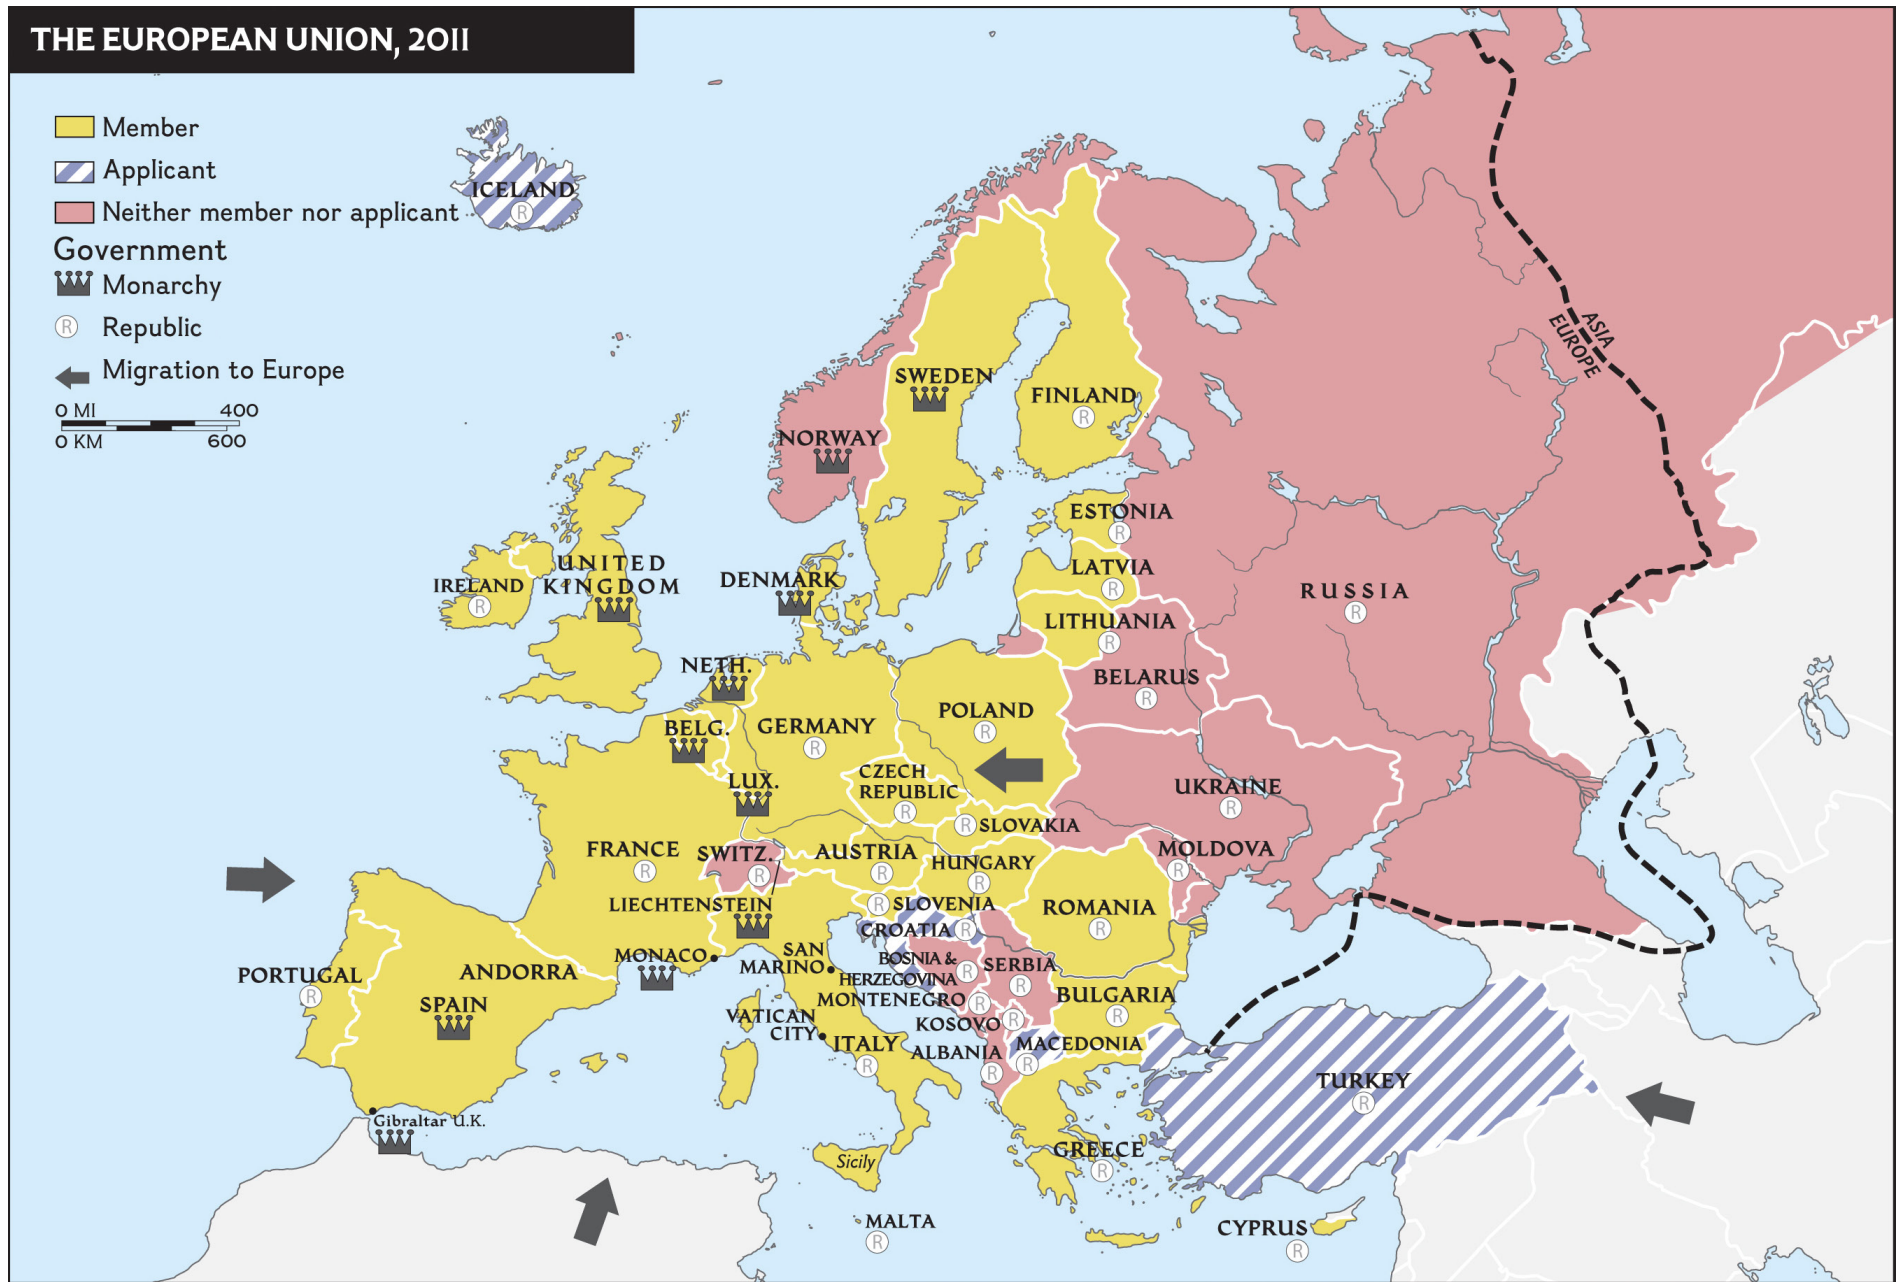 THE EUROPEAN UNION, 2011
Member
Applicant
Neither member nor applicant
Government
Monarchy
R Republic
Migration to Europe
0 MI 400
0 KM 600
ICELAND
R
ASIA
EUROPE
SWEDEN
FINLAND
R
NORWAY
ESTONIA
R
UNITED
KINGDOM
IRELAND
R
DENMARK
LATVIA
R
RUSSIA
R
LITHUANIA
R
NETH.
BELARUS
R
BELG.
GERMANY
R
POLAND
R
LUX.
CZECH
REPUBLIC
R
UKRAINE
R
R SLOVAKIA
FRANCE
R
SWITZ.
R
AUSTRIA
R
HUNGARY
R
MOLDOVA
R
LIECHTENSTEIN
R SLOVENIA
ROMANIA
R
CROATIA R
MONACO
SAN
MARINO
BOSNIA &
HERZEGOVINA
R
SERBIA
R
PORTUGAL
R
ANDORRA
SPAIN
MONTENEGRO R
BULGARIA
R
VATICAN
CITY
KOSOVO R
ITALY
R
ALBANIA
R
MACEDONIA
R
TURKEY
R
Gibraltar U.K.
GREECE
R
Sicily
MALTA
R
CYPRUS
R